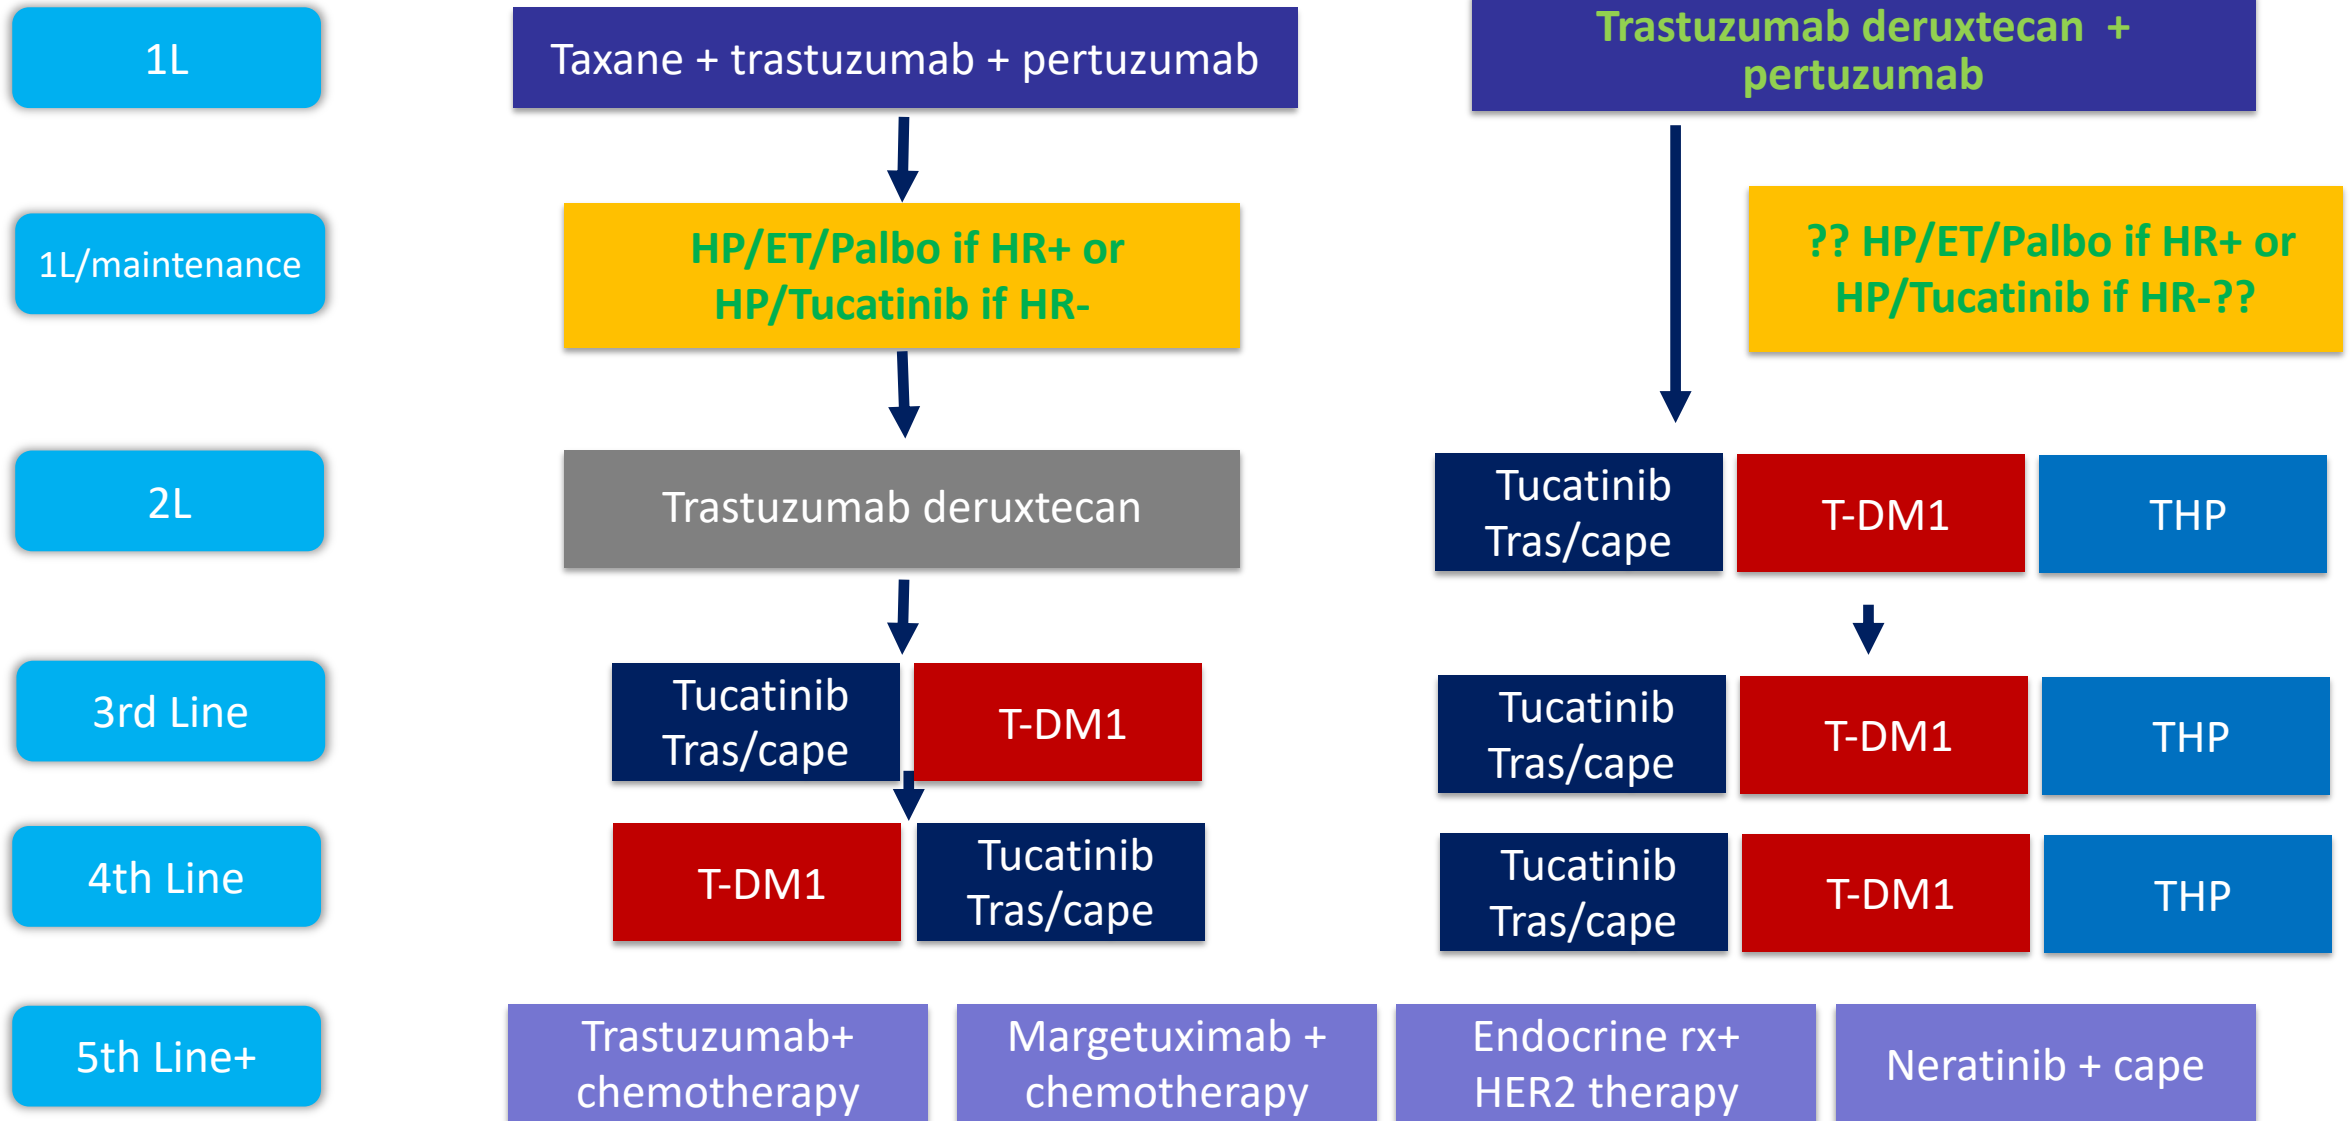 1L
Taxane + trastuzumab + pertuzumab
Trastuzumab deruxtecan +
pertuzumab
1L/maintenance
HP/ET/Palbo if HR+ or
HP/Tucatinib if HR-
?? HP/ET/Palbo if HR+ or
HP/Tucatinib if HR-??
2L
Trastuzumab deruxtecan
Tucatinib
Tras/cape
T-DM1
THP
3rd Line
Tucatinib
Tras/cape
T-DM1
Tucatinib
Tras/cape
T-DM1
THP
4th Line
T-DM1
Tucatinib
Tras/cape
Tucatinib
Tras/cape
T-DM1
THP
5th Line+
Trastuzumab+
chemotherapy
Margetuximab +
chemotherapy
Endocrine rx+
HER2 therapy
Neratinib + cape